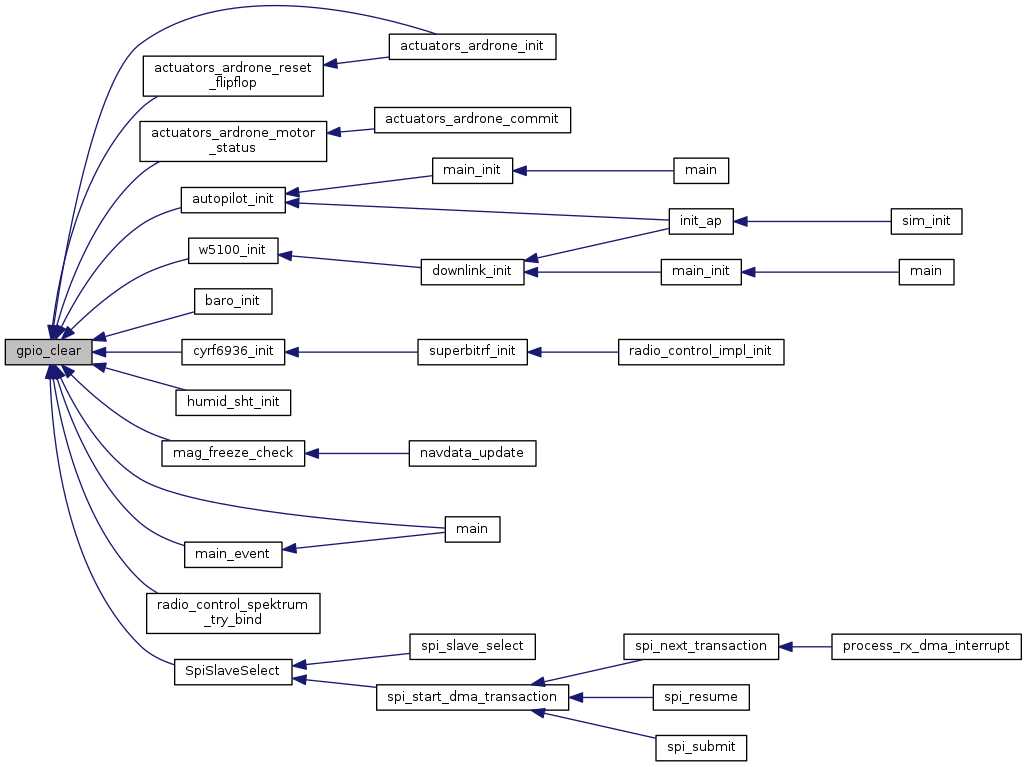 actuators_ardrone_init
actuators_ardrone_reset
_flipflop
actuators_ardrone_commit
actuators_ardrone_motor
_status
main_init
main
autopilot_init
init_ap
sim_init
w5100_init
downlink_init
main_init
main
baro_init
gpio_clear
cyrf6936_init
superbitrf_init
radio_control_impl_init
humid_sht_init
mag_freeze_check
navdata_update
main
main_event
radio_control_spektrum
_try_bind
spi_slave_select
spi_next_transaction
process_rx_dma_interrupt
SpiSlaveSelect
spi_start_dma_transaction
spi_resume
spi_submit